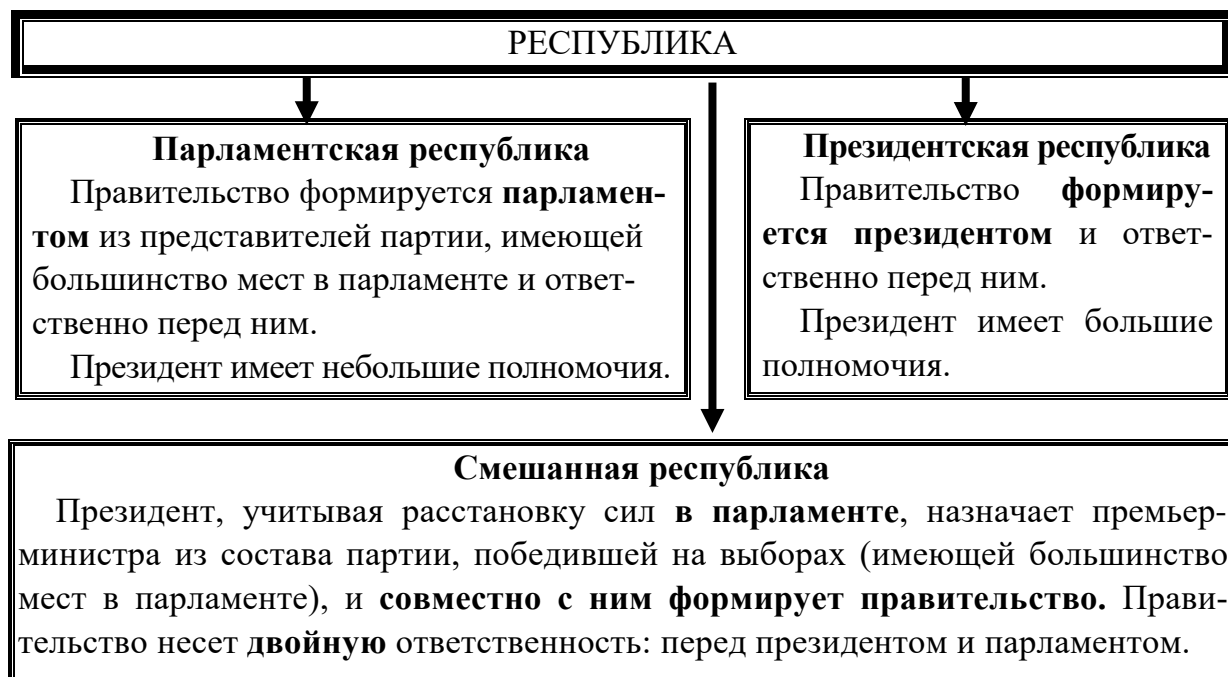 РЕСПУБЛИКА
Парламентская республика
Правительство формируется парламен-
том из представителей партии, имеющей
большинство мест в парламенте и ответ-
ственно перед ним.
Президент имеет небольшие полномочия.
Президентская республика
Правительство формиру-
ется президентом и ответ-
ственно перед ним.
Президент имеет большие
полномочия.
Смешанная республика
Президент, учитывая расстановку сил в парламенте, назначает премьер-
министра из состава партии, победившей на выборах (имеющей большинство
мест в парламенте), и совместно с ним формирует правительство. Прави-
тельство несет двойную ответственность: перед президентом и парламентом.